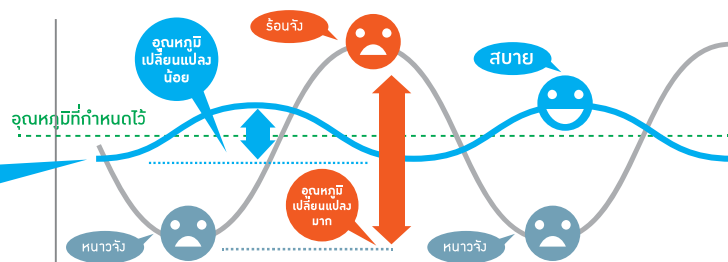 ร้อนจัง
อุณหภูมิ
เปลี่ยนแปลง
น้อย
สบาย
อุณหภูมิที่กำหนดไว้
อุณหภูมิ
เปลี่ยนแปลง
มาก
หนาวจัง
หนาวจัง